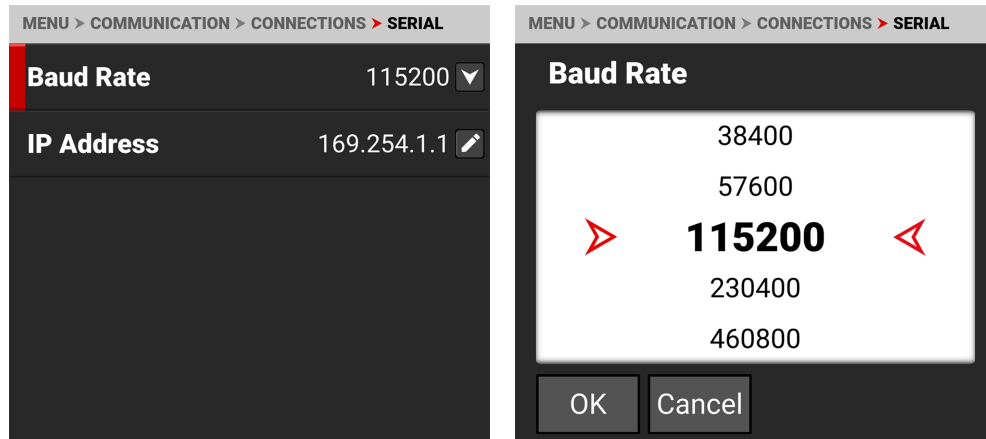 MENU > COMMUNICATION > CONNECTIONS > SERIAL
Baud Rate 115200
IP Address 169.254.1.1
MENU > COMMUNICATION > CONNECTIONS > SERIAL
Baud Rate
38400
57600
115200
230400
460800
OK Cancel